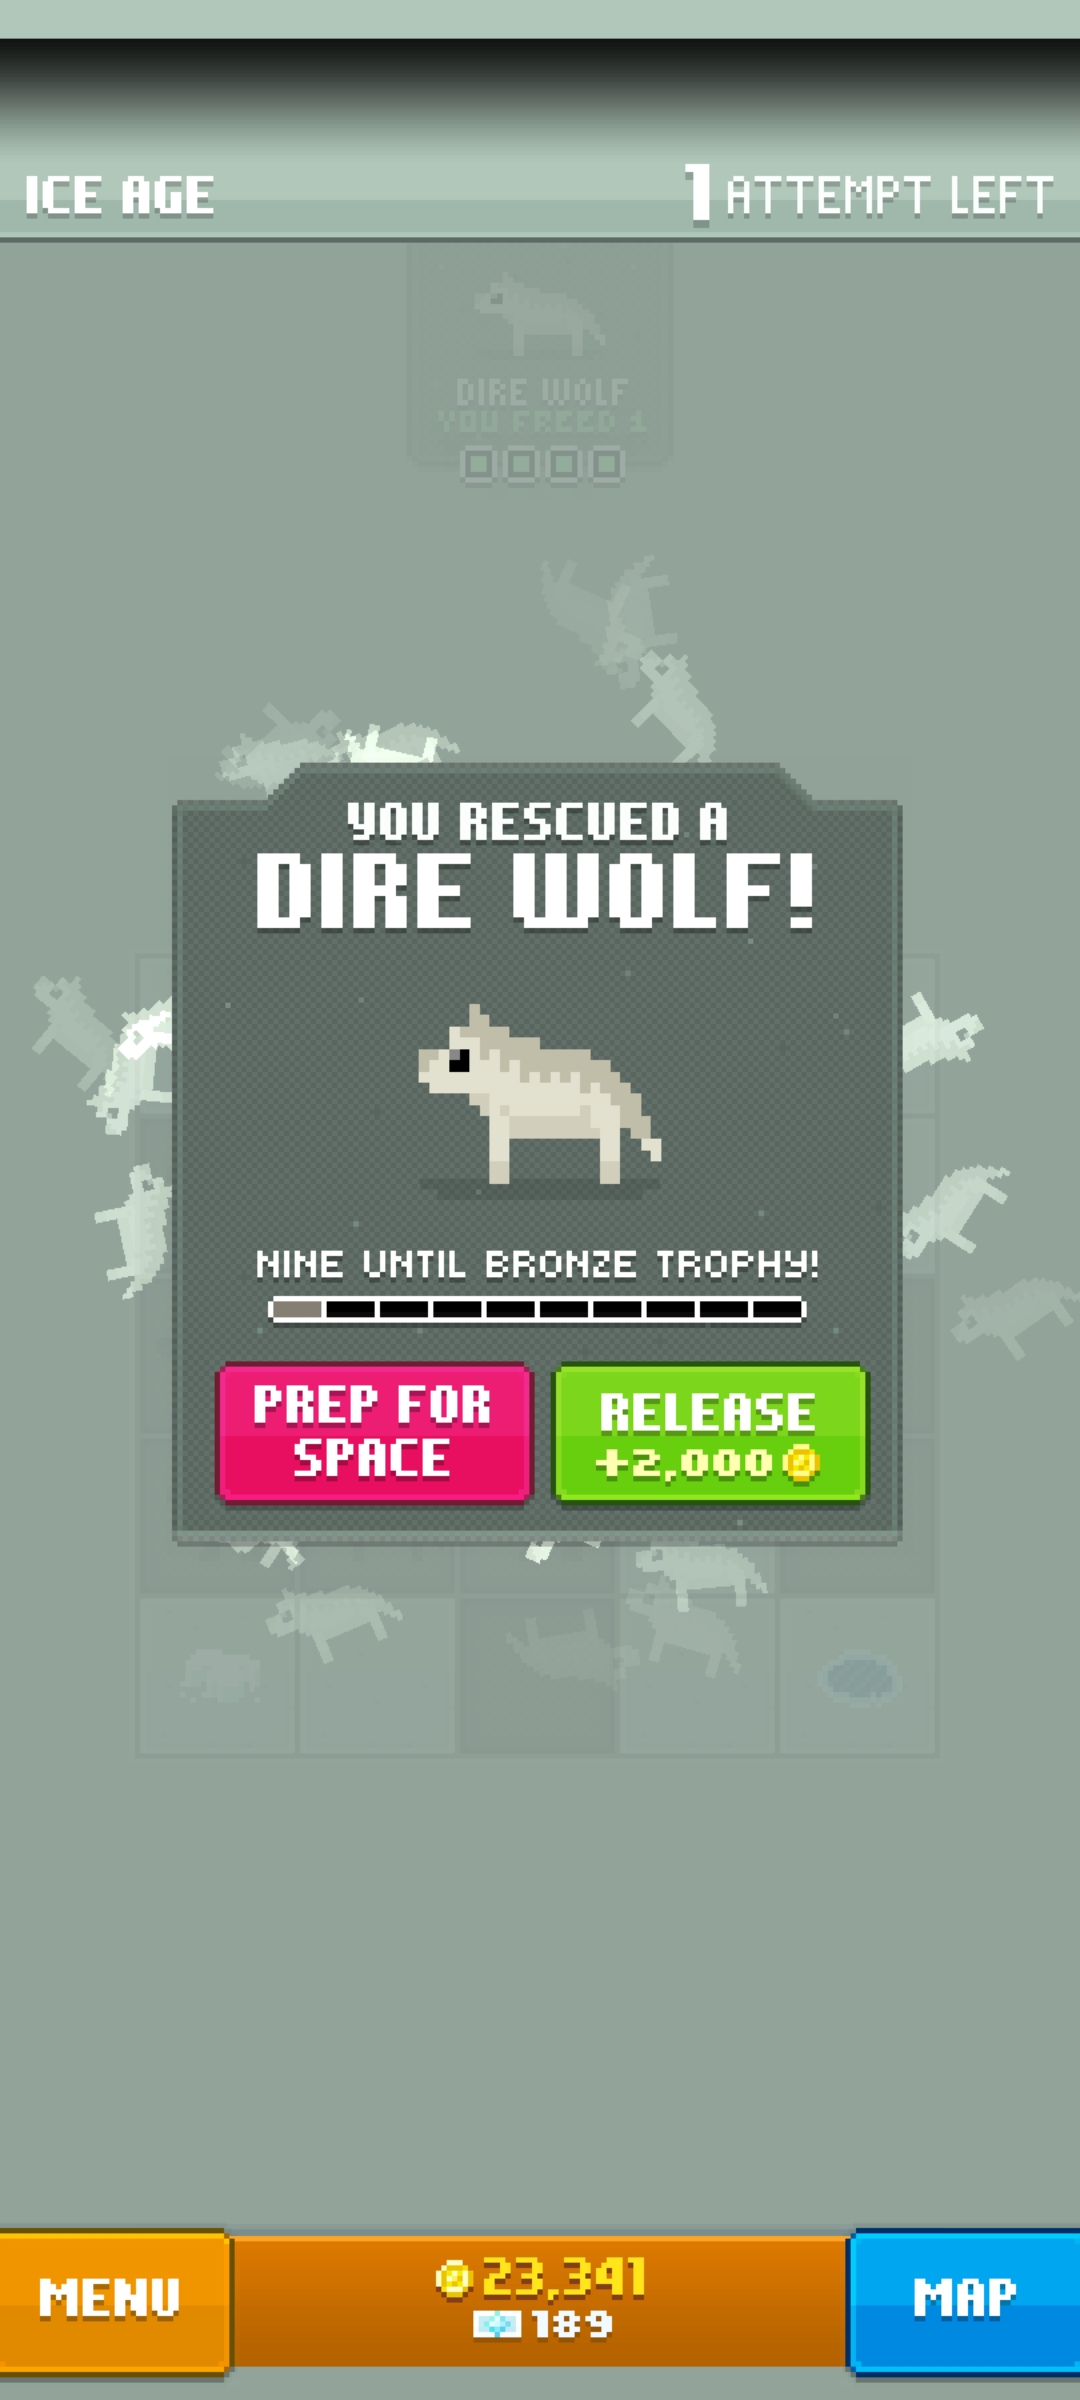 ICE AGE
1 ATTEMPT LEFT
DIRE WOLF
YOU FREED 1
YOU RESCUED A
DIRE WOLF!
NINE UNTIL BRONZE TROPHY!
PREP FOR
SPACE
RELEASE
+2,000
MENU
23,341
189
MAP